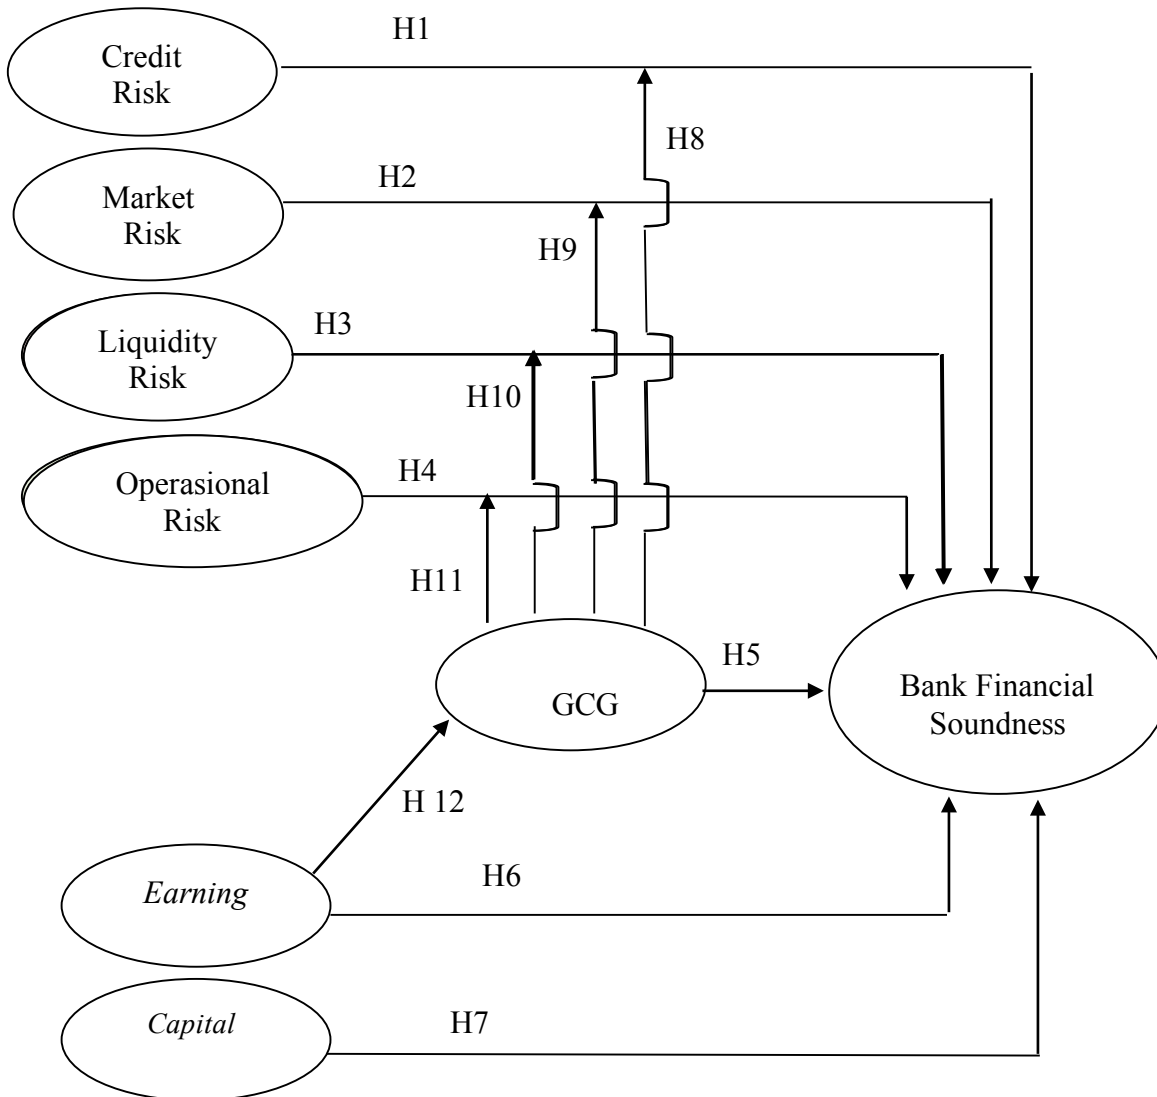 H1
Credit
Risk
H8
H2
Market
Risk
H9
H3
Liquidity
Risk
H10
H4
Operasional
Risk
H11
H5
GCG
Bank Financial
Soundness
H 12
Earning
H6
Capital
H7